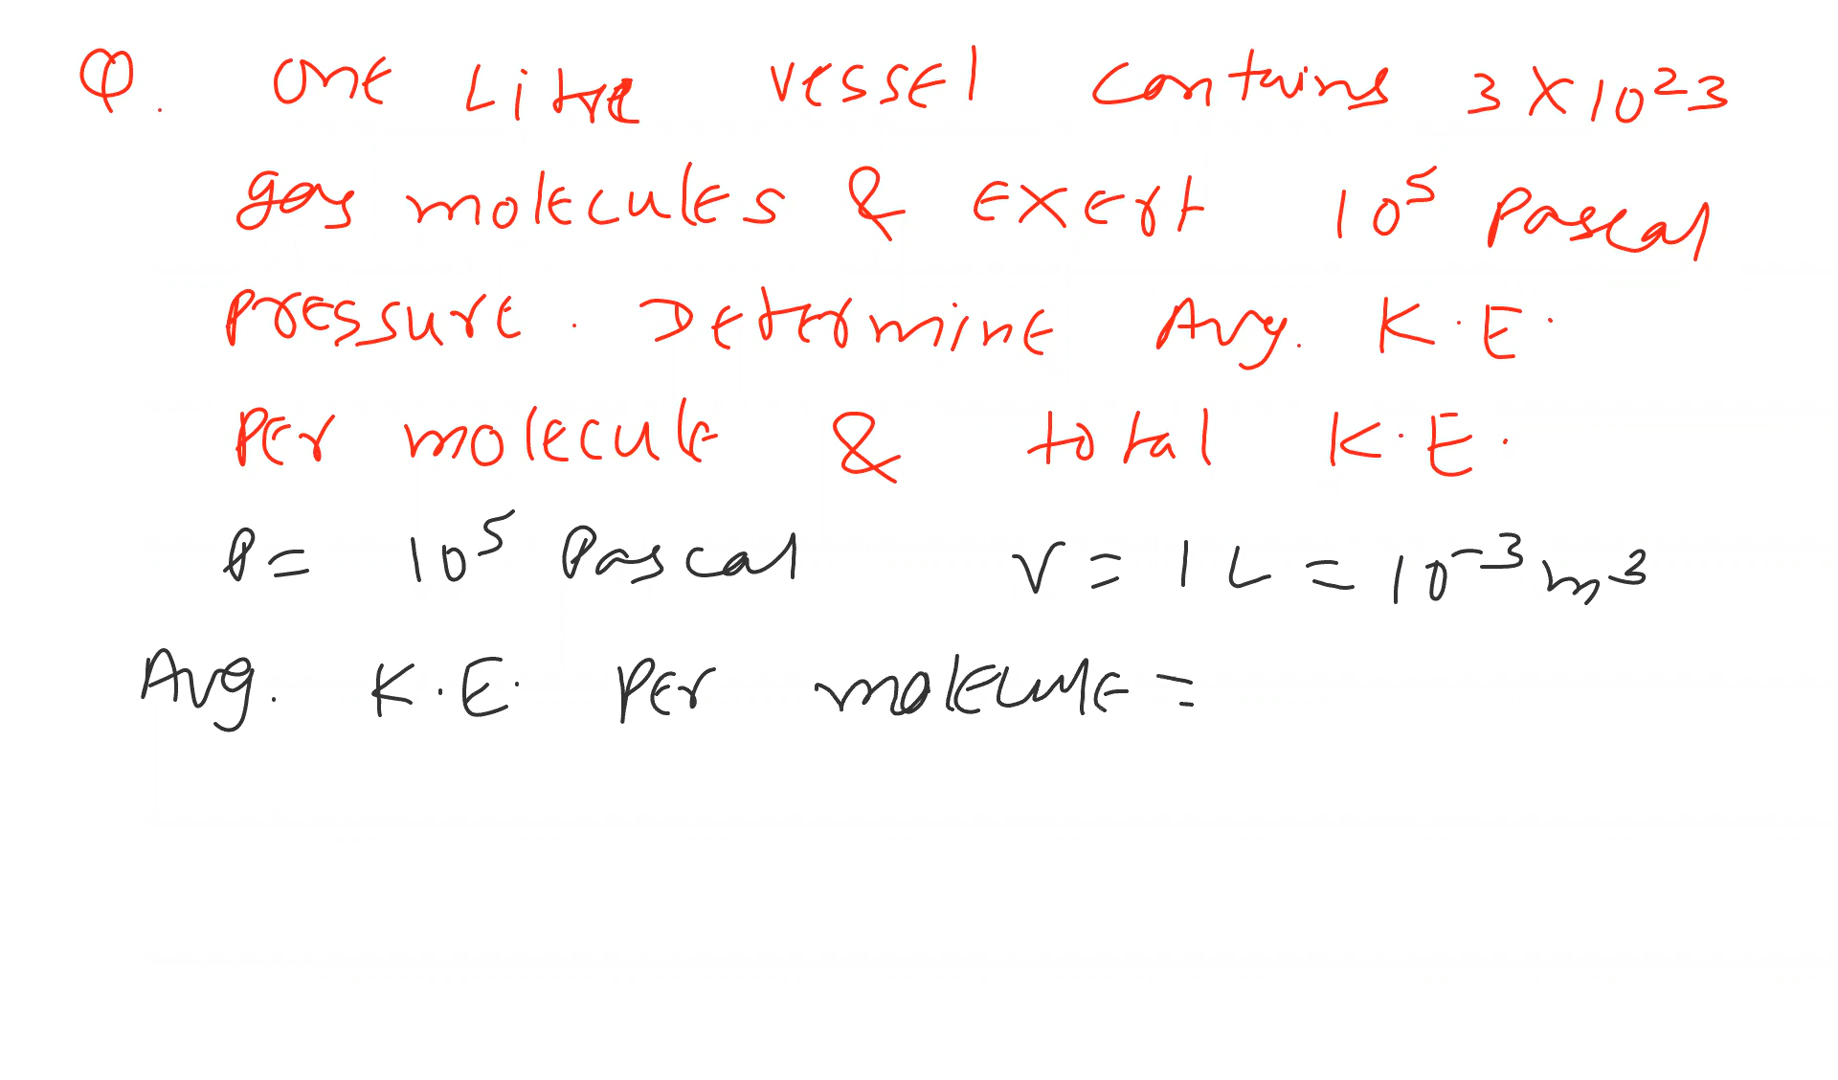 Q. One Litre vessel contains 3 X 10²³
gas molecules & exert 10⁵ Pascal
pressure. Determine Avg. K.E.
per molecule & total K.E.
P = 10⁵ Pascal V = 1 L = 10⁻³ m³
Avg. K.E. per molecule =